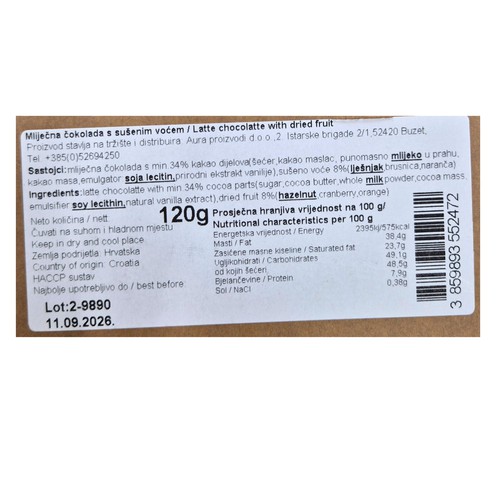 Mliječna čokolada s sušenim voćem / Latte chocolatte with dried fruit
Proizvod stavlja na tržište i distribuira: Aura proizvodi d.o.o.,2. Istarske brigade 2/1,52420 Buzet,
Tel. +385(0)52694250
Sastojci:mliječna čokolada s min.34% kakao dijelova(šećer,kakao maslac, punomasno mlijeko u prahu,
kakao masa,emulgator: soja lecitin,prirodni ekstrakt vanilije),sušeno voće 8%(lješnjak,brusnica,naranča)
Ingredients:latte chocolatte with min 34% cocoa parts(sugar,cocoa butter,whole milk powder,cocoa mass,
emulsifier soy lecithin,natural vanilla extract),dried fruit 8%(hazelnut,cranberry,orange)
Neto količina / nett. 120g
Čuvati na suhom i hladnom mjestu
Keep in dry and cool place.
Zemlja podrijetla: Hrvatska
Country of origin: Croatia
HACCP sustav
Najbolje upotrebljivo do / best before:
Lot:2-9890
11.09.2026.
Prosječna hranjiva vrijednost na 100 g/
Nutritional characteristics per 100 g
Energetska vrijednost / Energy 2395kj/575kcal
Masti / Fat 38,4g
Zasićene masne kiseline / Saturated fat 23,7g
Ugljikohidrati / Carbohydrates 49,1g
od kojin šećeri 48,5g
Bjelančevine / Protein 7,9g
Sol / NaCl 0,38g
3 859893 552472